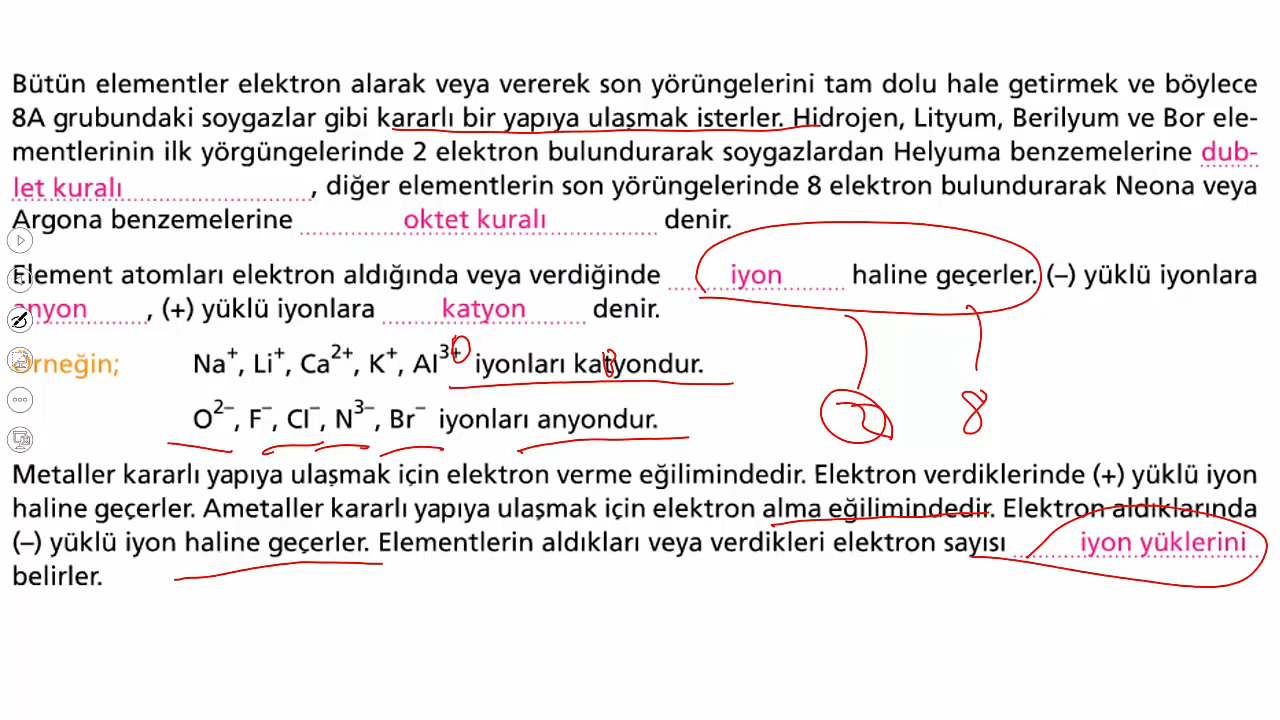 Bütün elementler elektron alarak veya vererek son yörüngelerini tam dolu hale getirmek ve böylece
8A grubundaki soygazlar gibi kararlı bir yapıya ulaşmak isterler. Hidrojen, Lityum, Berilyum ve Bor ele-
mentlerinin ilk yörgüngelerinde 2 elektron bulundurarak soygazlardan Helyuma benzemelerine dub-
let kuralı, diğer elementlerin son yörüngelerinde 8 elektron bulundurarak Neona veya
Argona benzemelerine oktet kuralı denir.
Element atomları elektron aldığında veya verdiğinde iyon haline geçerler. (–) yüklü iyonlara
anyon, (+) yüklü iyonlara katyon denir.
Örneğin; Na⁺, Li⁺, Ca²⁺, K⁺, Al³⁺ iyonları katyondur.
O²⁻, F⁻, Cl⁻, N³⁻, Br⁻ iyonları anyondur.
2 8
Metaller kararlı yapıya ulaşmak için elektron verme eğilimindedir. Elektron verdiklerinde (+) yüklü iyon
haline geçerler. Ametaller kararlı yapıya ulaşmak için elektron alma eğilimindedir. Elektron aldıklarında
(–) yüklü iyon haline geçerler. Elementlerin aldıkları veya verdikleri elektron sayısı iyon yüklerini
belirler.